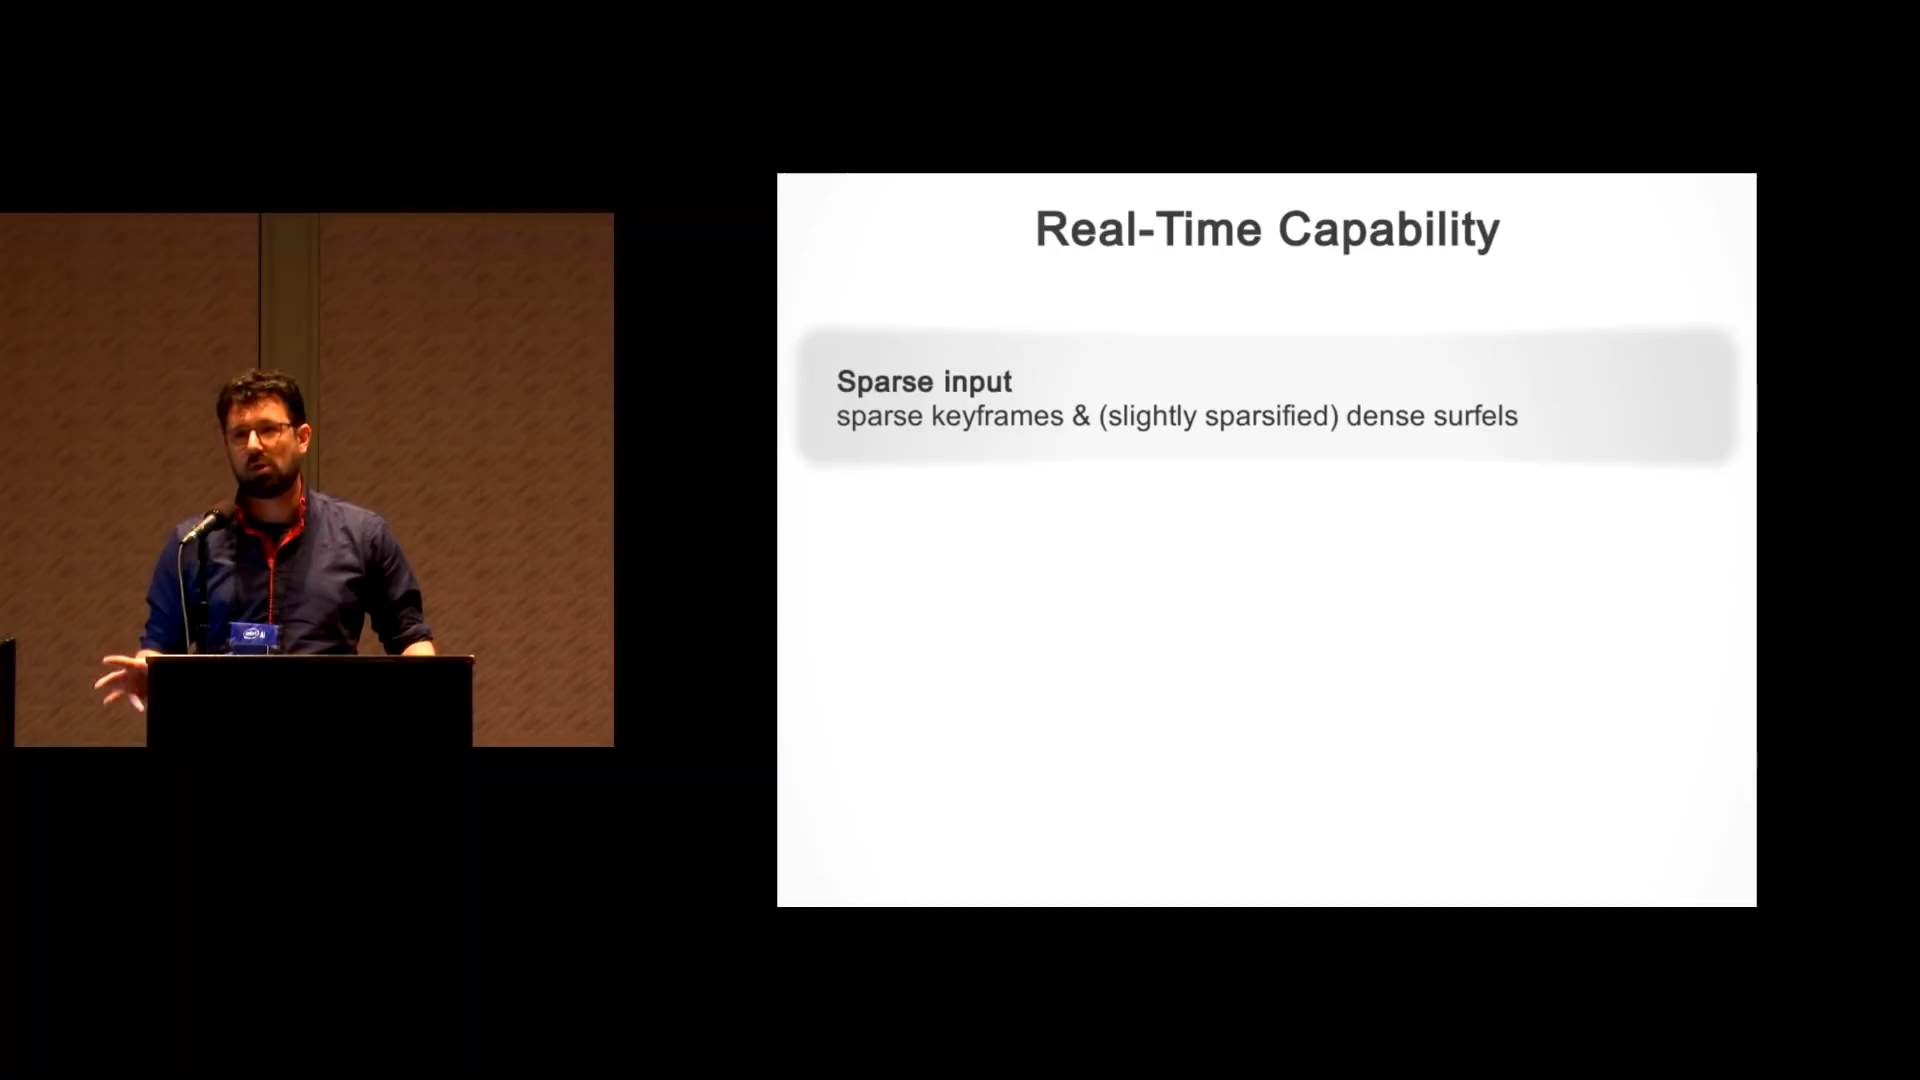 Real-Time Capability
Sparse input
sparse keyframes & (slightly sparsified) dense surfels